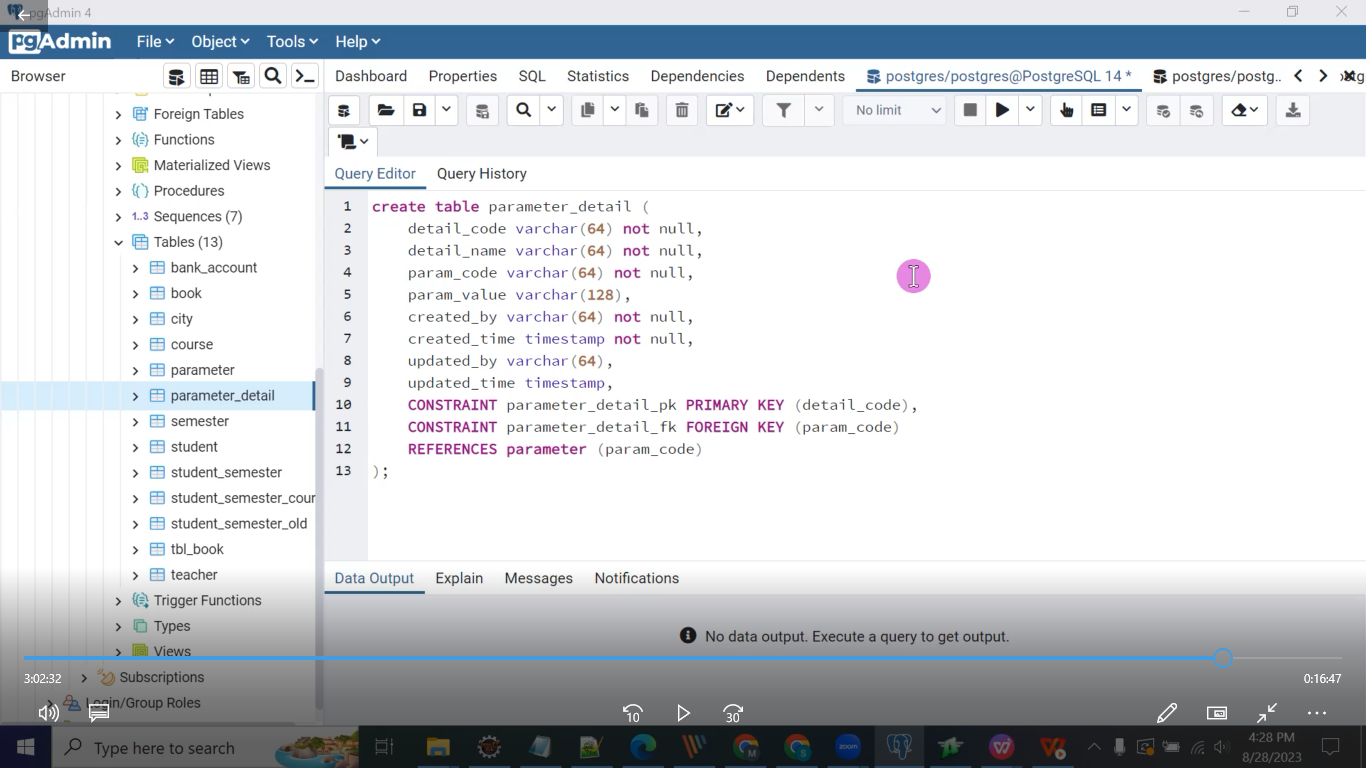 pgAdmin 4
pgAdmin File Object Tools Help
Browser
Dashboard Properties SQL Statistics Dependencies Dependents postgres/postgres@PostgreSQL 14 * postgres/postg..
No limit
Query Editor Query History
Foreign Tables
Functions
Materialized Views
Procedures
1..3 Sequences (7)
Tables (13)
bank_account
book
city
course
parameter
parameter_detail
semester
student
student_semester
student_semester_cour
student_semester_old
tbl_book
teacher
Trigger Functions
Types
Views
Subscriptions
Login/Group Roles
1 create table parameter_detail (
2 detail_code varchar(64) not null,
3 detail_name varchar(64) not null,
4 param_code varchar(64) not null,
5 param_value varchar(128),
6 created_by varchar(64) not null,
7 created_time timestamp not null,
8 updated_by varchar(64),
9 updated_time timestamp,
10 CONSTRAINT parameter_detail_pk PRIMARY KEY (detail_code),
11 CONSTRAINT parameter_detail_fk FOREIGN KEY (param_code)
12 REFERENCES parameter (param_code)
13 );
Data Output Explain Messages Notifications
No data output. Execute a query to get output.
3:02:32 0:16:47
10 30
Type here to search
zoom
4:28 PM
8/28/2023